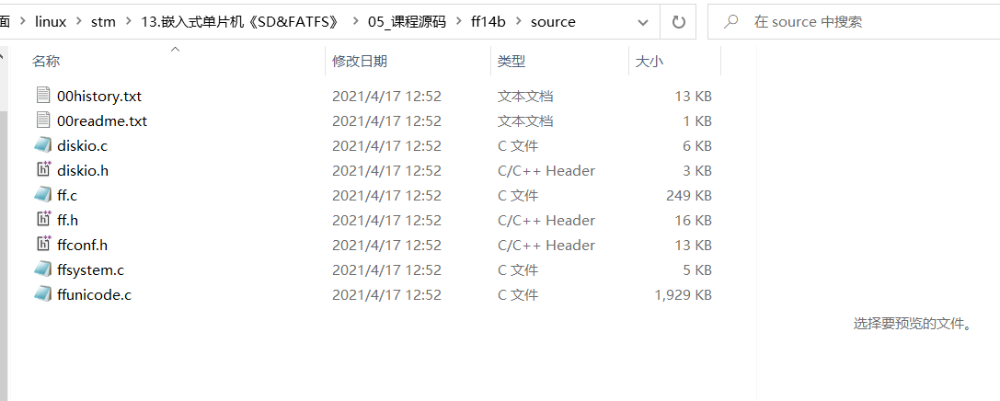 面 › linux › stm › 13.嵌入式单片机《SD&FATFS》 › 05_课程源码 › ff14b › source
在 source 中搜索
名称 修改日期 类型 大小
00history.txt 2021/4/17 12:52 文本文档 13 KB
00readme.txt 2021/4/17 12:52 文本文档 1 KB
diskio.c 2021/4/17 12:52 C 文件 6 KB
diskio.h 2021/4/17 12:52 C/C++ Header 3 KB
ff.c 2021/4/17 12:52 C 文件 249 KB
ff.h 2021/4/17 12:52 C/C++ Header 16 KB
ffconf.h 2021/4/17 12:52 C/C++ Header 13 KB
ffsystem.c 2021/4/17 12:52 C 文件 5 KB
ffunicode.c 2021/4/17 12:52 C 文件 1,929 KB
选择要预览的文件。